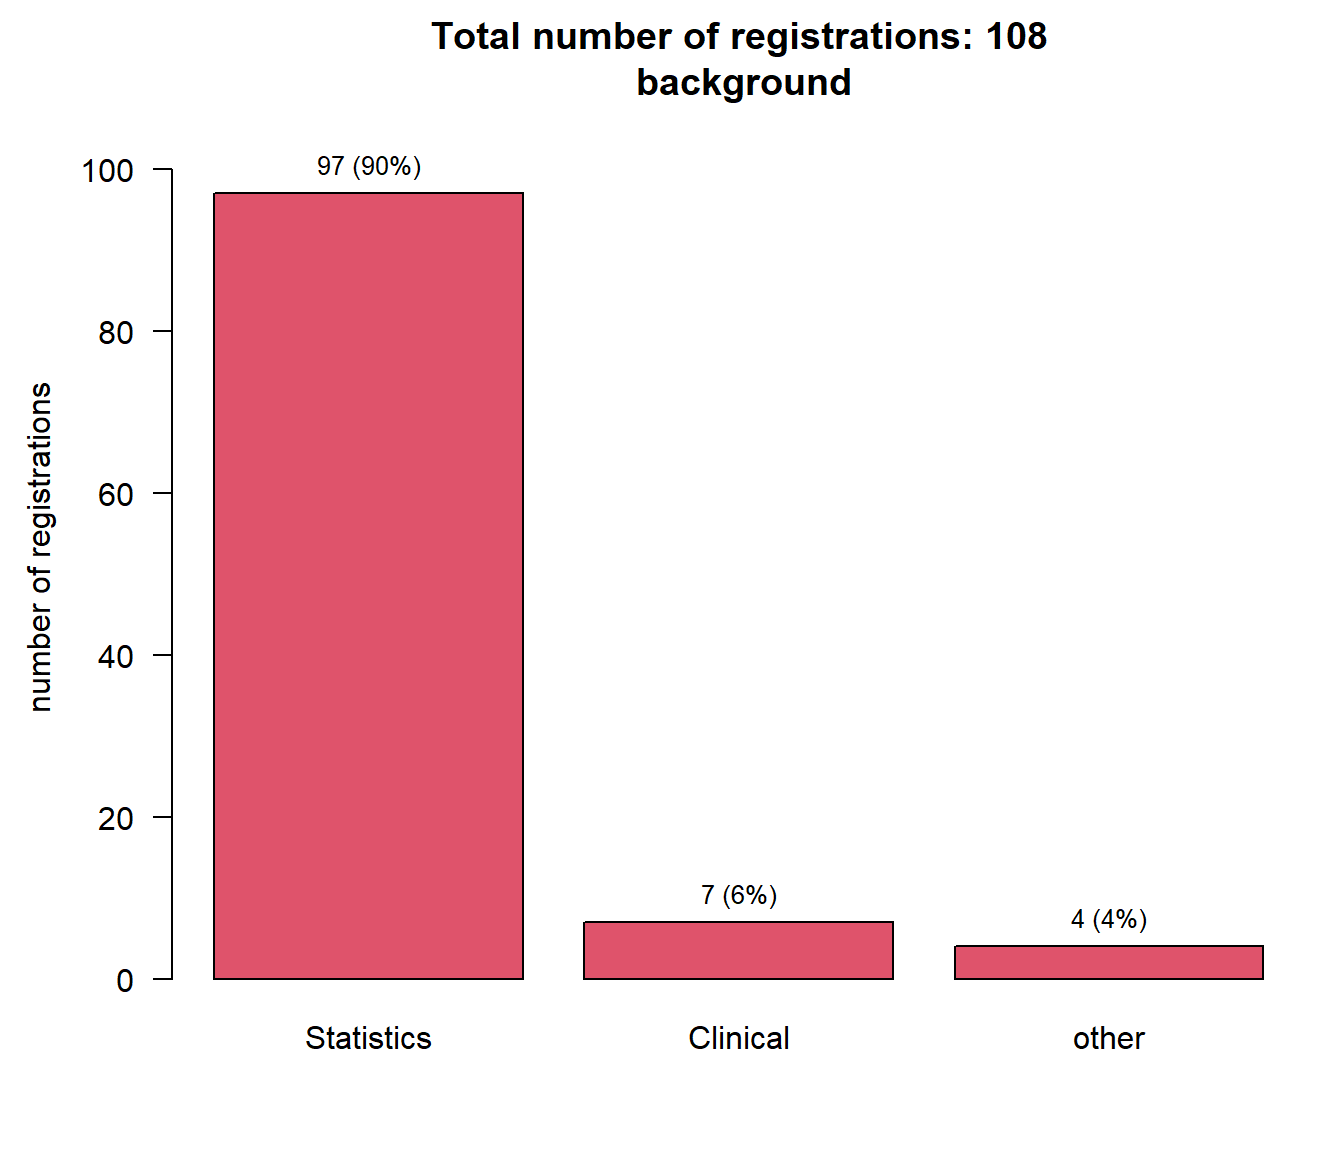 Total number of registrations: 108
background
number of registrations
100
80
60
40
20
0
97 (90%)
7 (6%)
4 (4%)
Statistics
Clinical
other